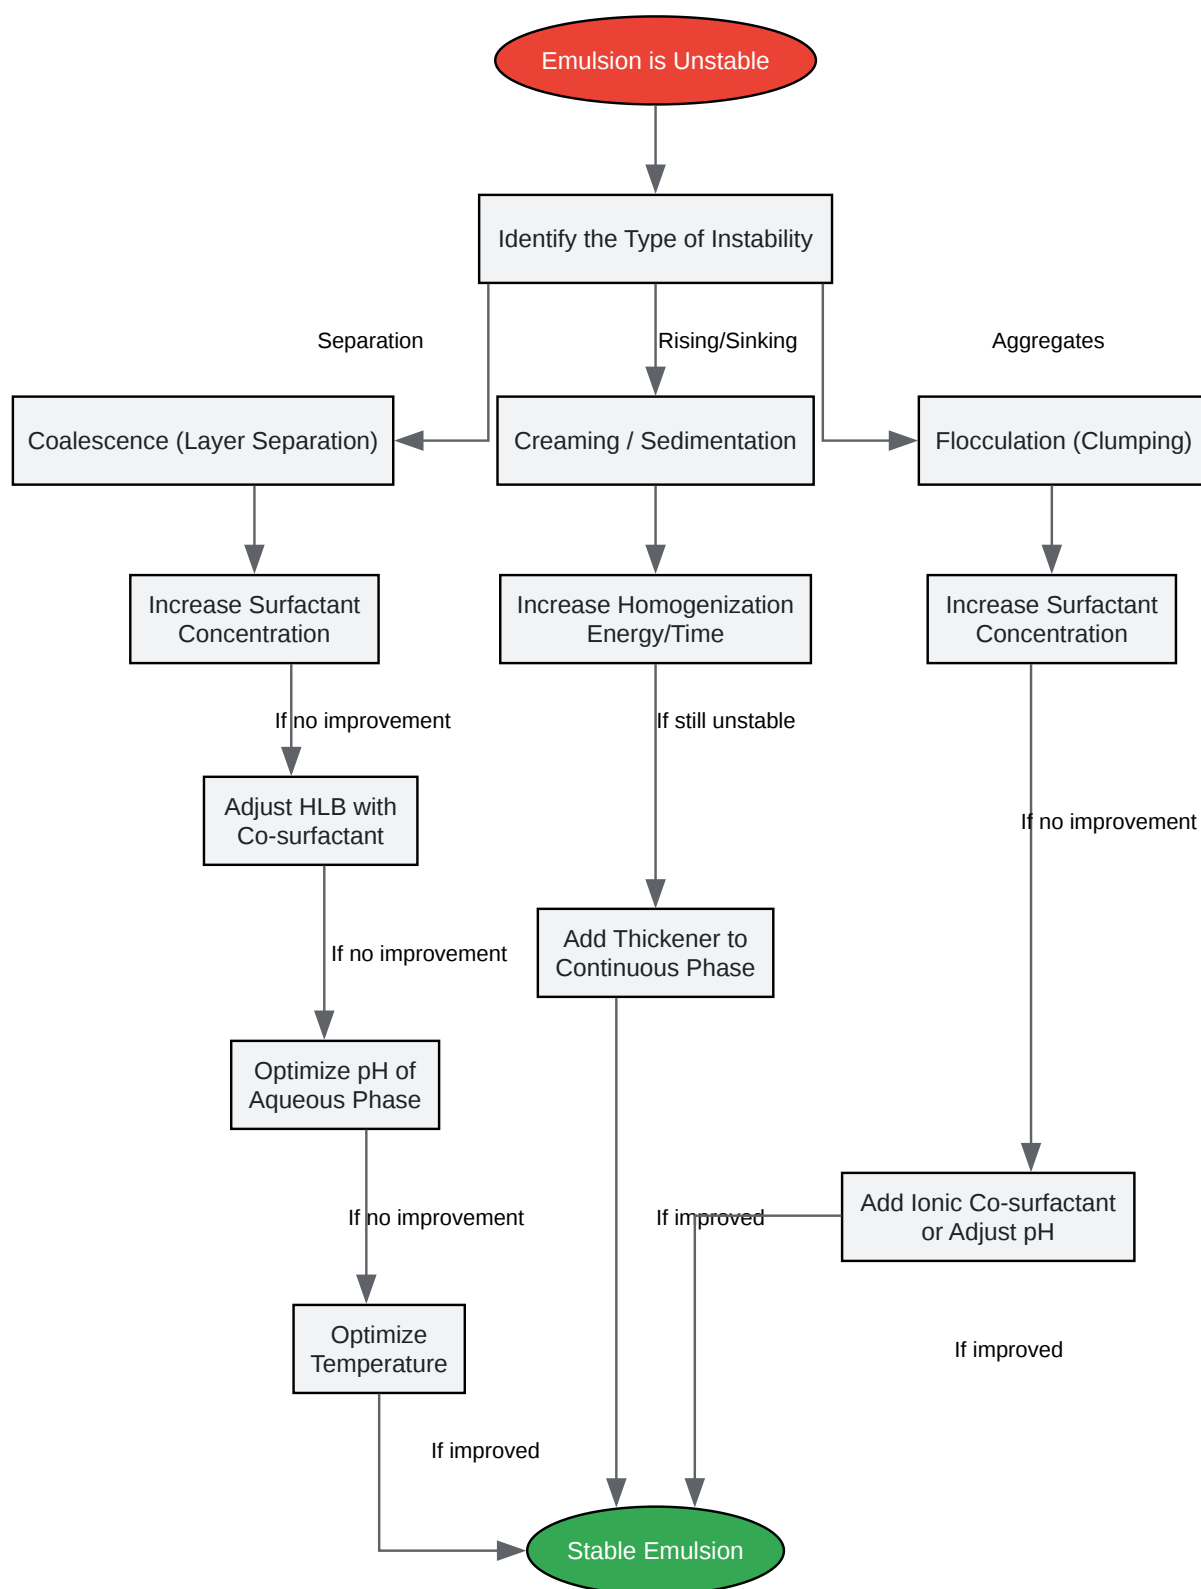 Emulsion is Unstable
Identify the Type of Instability
Separation
Rising/Sinking
Aggregates
Coalescence (Layer Separation)
Creaming / Sedimentation
Flocculation (Clumping)
Increase Surfactant
Concentration
Increase Homogenization
Energy/Time
Increase Surfactant
Concentration
If no improvement
If still unstable
Adjust HLB with
Co-surfactant
If no improvement
If no improvement
Add Thickener to
Continuous Phase
Optimize pH of
Aqueous Phase
If no improvement
If improved
Add Ionic Co-surfactant
or Adjust pH
Optimize
Temperature
If improved
If improved
Stable Emulsion